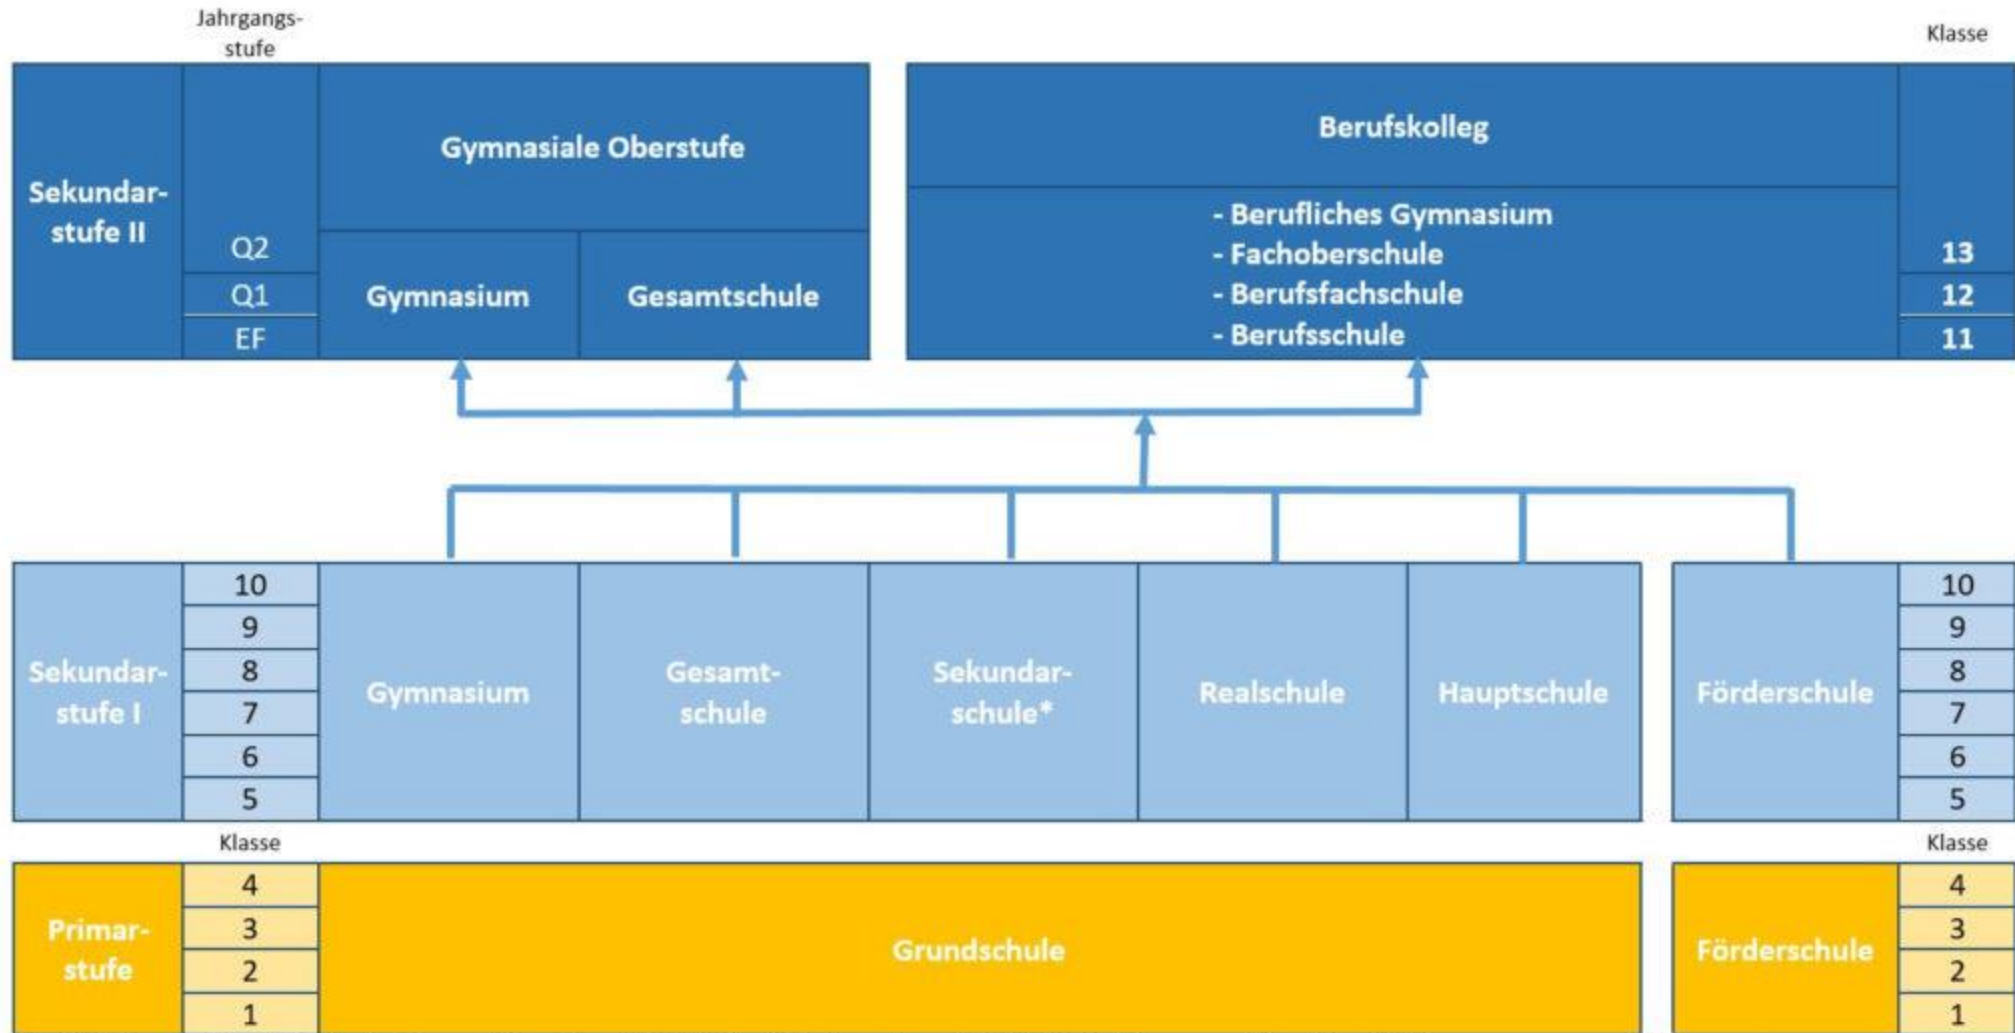 Jahrgangs-
stufe
Klasse
Sekundar-
stufe II
Q2
Q1
EF
Gymnasiale Oberstufe
Gymnasium
Gesamtschule
Berufskolleg
- Berufliches Gymnasium
- Fachoberschule
- Berufsfachschule
- Berufsschule
13
12
11
Sekundar-
stufe I
10
9
8
7
6
5
Gymnasium
Gesamt-
schule
Sekundar-
schule*
Realschule
Hauptschule
Förderschule
10
9
8
7
6
5
Klasse
Klasse
Primar-
stufe
4
3
2
1
Grundschule
Förderschule
4
3
2
1